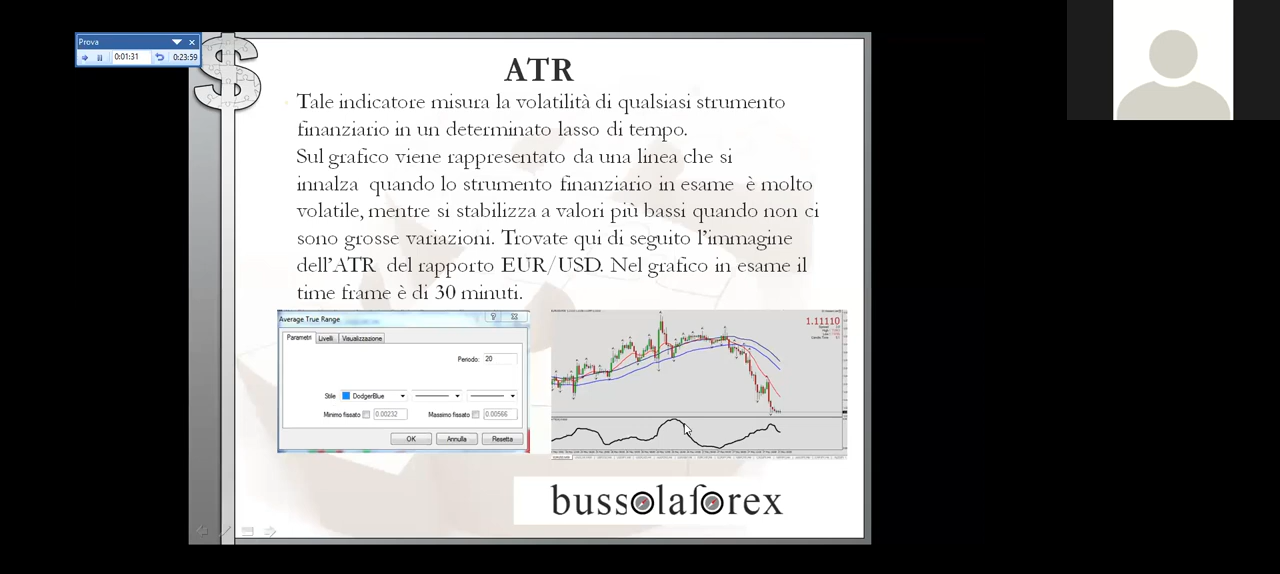 Prova
0:01:31
0:23:59
ATR
Tale indicatore misura la volatilità di qualsiasi strumento
finanziario in un determinato lasso di tempo.
Sul grafico viene rappresentato da una linea che si
innalza quando lo strumento finanziario in esame è molto
volatile, mentre si stabilizza a valori più bassi quando non ci
sono grosse variazioni. Trovate qui di seguito l'immagine
dell'ATR del rapporto EUR/USD. Nel grafico in esame il
time frame è di 30 minuti.
Average True Range
Parametri Livelli Visualizzazione
Periodo: 20
Stile DodgerBlue
Minimo fissato 0.00232 Massimo fissato 0.00566
OK Annulla Resetta
1.11110
bussolaforex